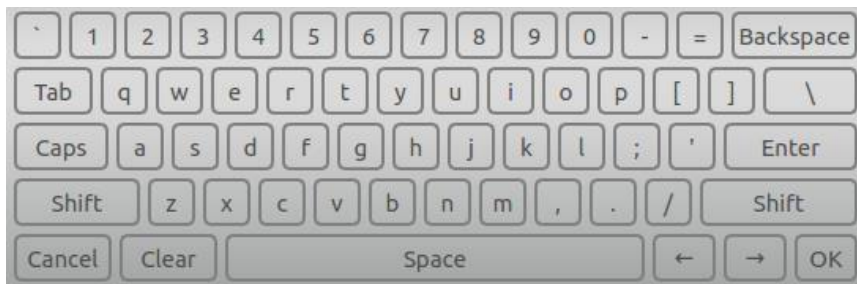 ` 1 2 3 4 5 6 7 8 9 0 - = Backspace
Tab q w e r t y u i o p [ ] \
Caps a s d f g h j k l ; ' Enter
Shift z x c v b n m , . / Shift
Cancel Clear Space ← → OK